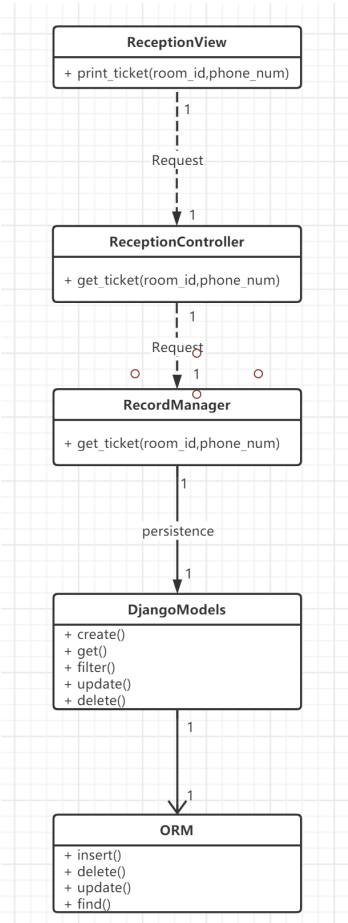 ReceptionView
+ print_ticket(room_id,phone_num)
1
Request
1
ReceptionController
+ get_ticket(room_id,phone_num)
1
Request
1
RecordManager
+ get_ticket(room_id,phone_num)
1
persistence
1
DjangoModels
+ create()
+ get()
+ filter()
+ update()
+ delete()
1
1
ORM
+ insert()
+ delete()
+ update()
+ find()